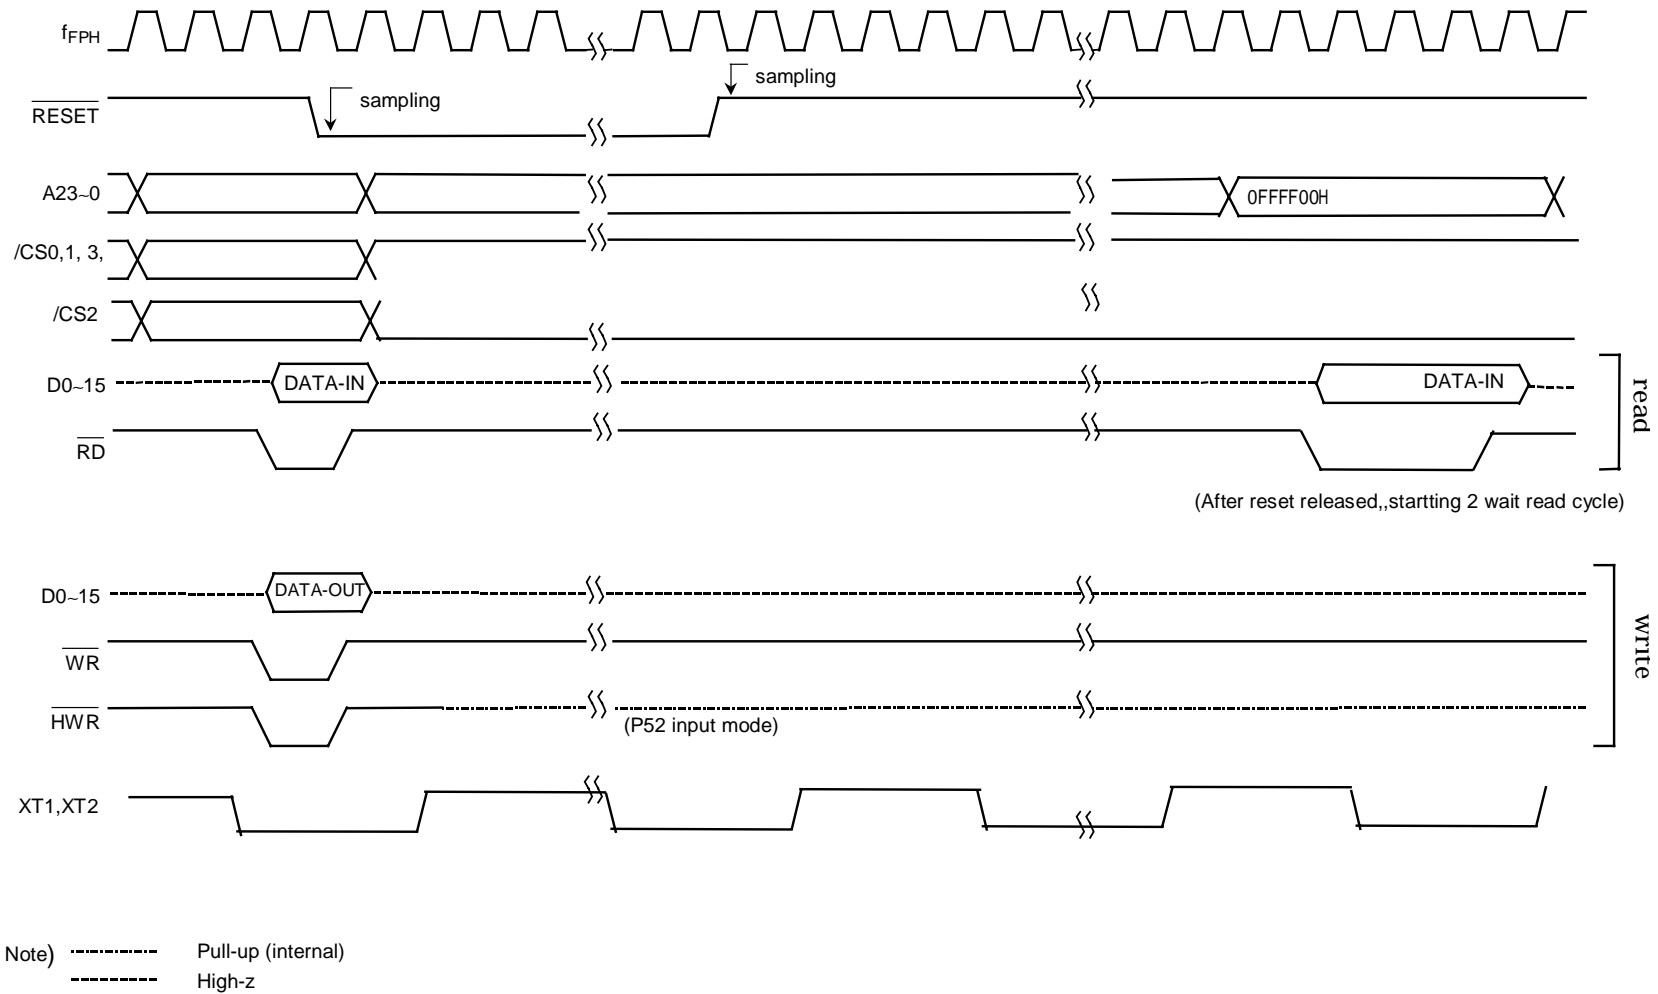 fFPH
sampling
RESET
sampling
A23~0
0FFFF00H
/CS0,1, 3,
/CS2
D0~15
DATA-IN
DATA-IN
read
RD
(After reset released,,startting 2 wait read cycle)
D0~15
DATA-OUT
write
WR
HWR
(P52 input mode)
XT1,XT2
Note) Pull-up (internal)
High-z